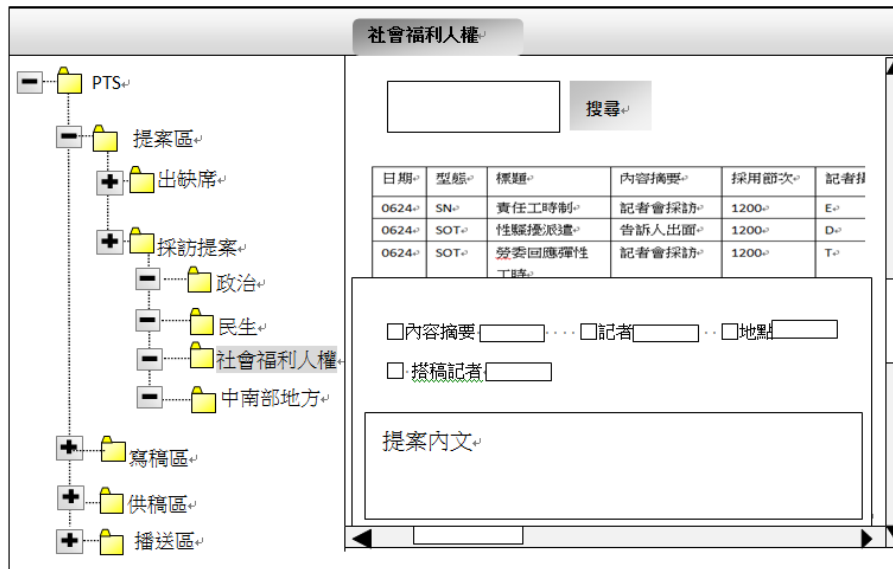 社會福利人權
PTS
提案區
出缺席
採訪提案
政治
民生
社會福利人權
中南部地方
寫稿區
供稿區
播送區
搜尋
日期 型態 標題 內容摘要 採用節次 記者
0624 SN 責任工時制 記者會採訪 1200 E
0624 SOT 性騷擾派遣 告訴人出面 1200 D
0624 SOT 勞委回應彈性 記者會採訪 1200 T
工時
內容摘要 記者 地點
搭稿記者
提案內文